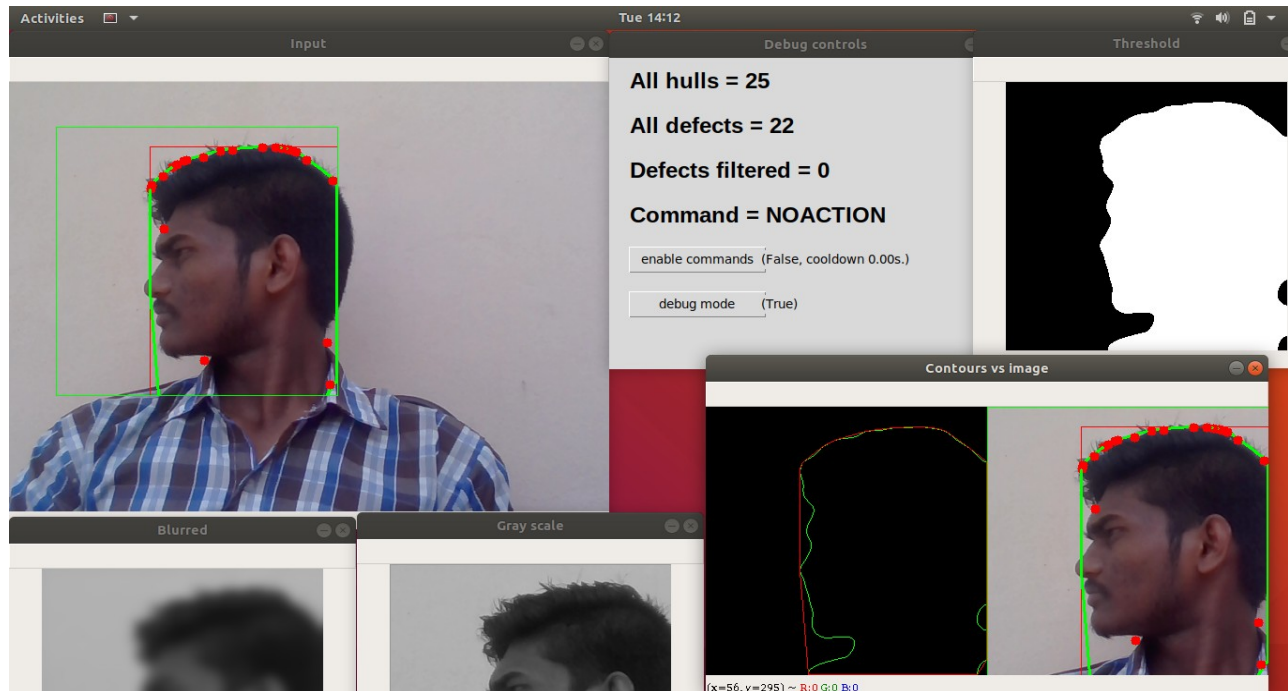 Activities
Tue 14:12
Input
Debug controls
Threshold
All hulls = 25
All defects = 22
Defects filtered = 0
Command = NOACTION
enable commands (False, cooldown 0.00s.)
debug mode (True)
Contours vs image
Blurred
Gray scale
(x=56, y=295) ~ R:0 G:0 B:0